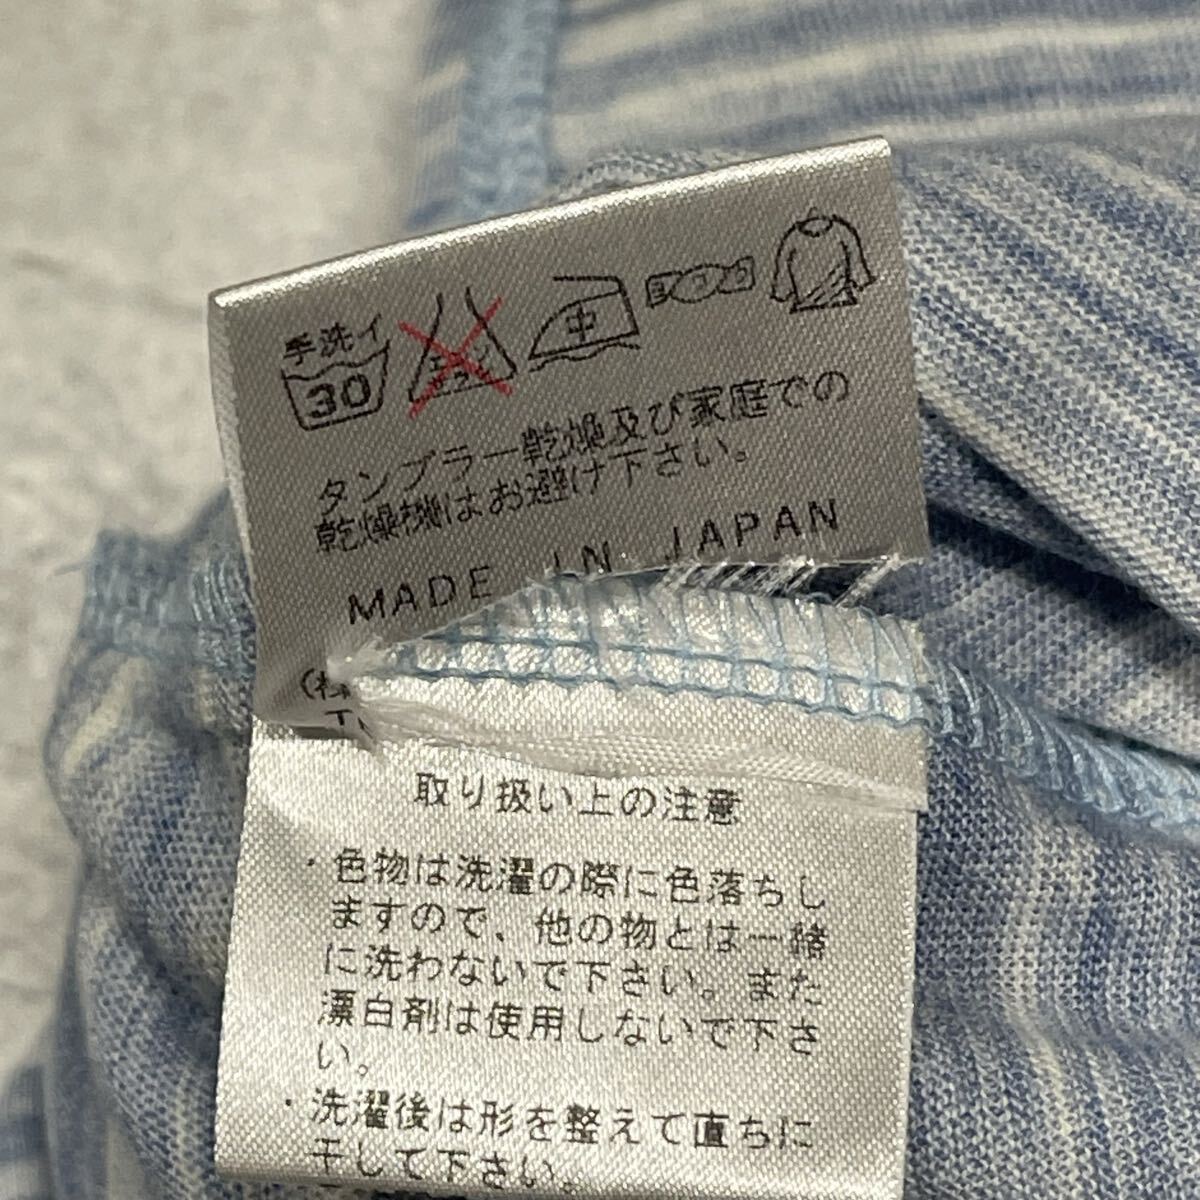 手洗イ
30
中
タンブラー乾燥及び家庭での
乾燥機はお避け下さい。
MADE IN JAPAN
取り扱い上の注意
・色物は洗濯の際に色落ちし
ますので、他の物とは一緒
に洗わないで下さい。また
漂白剤は使用しないで下さ
い。
・洗濯後は形を整えて直ちに
干して下さい。